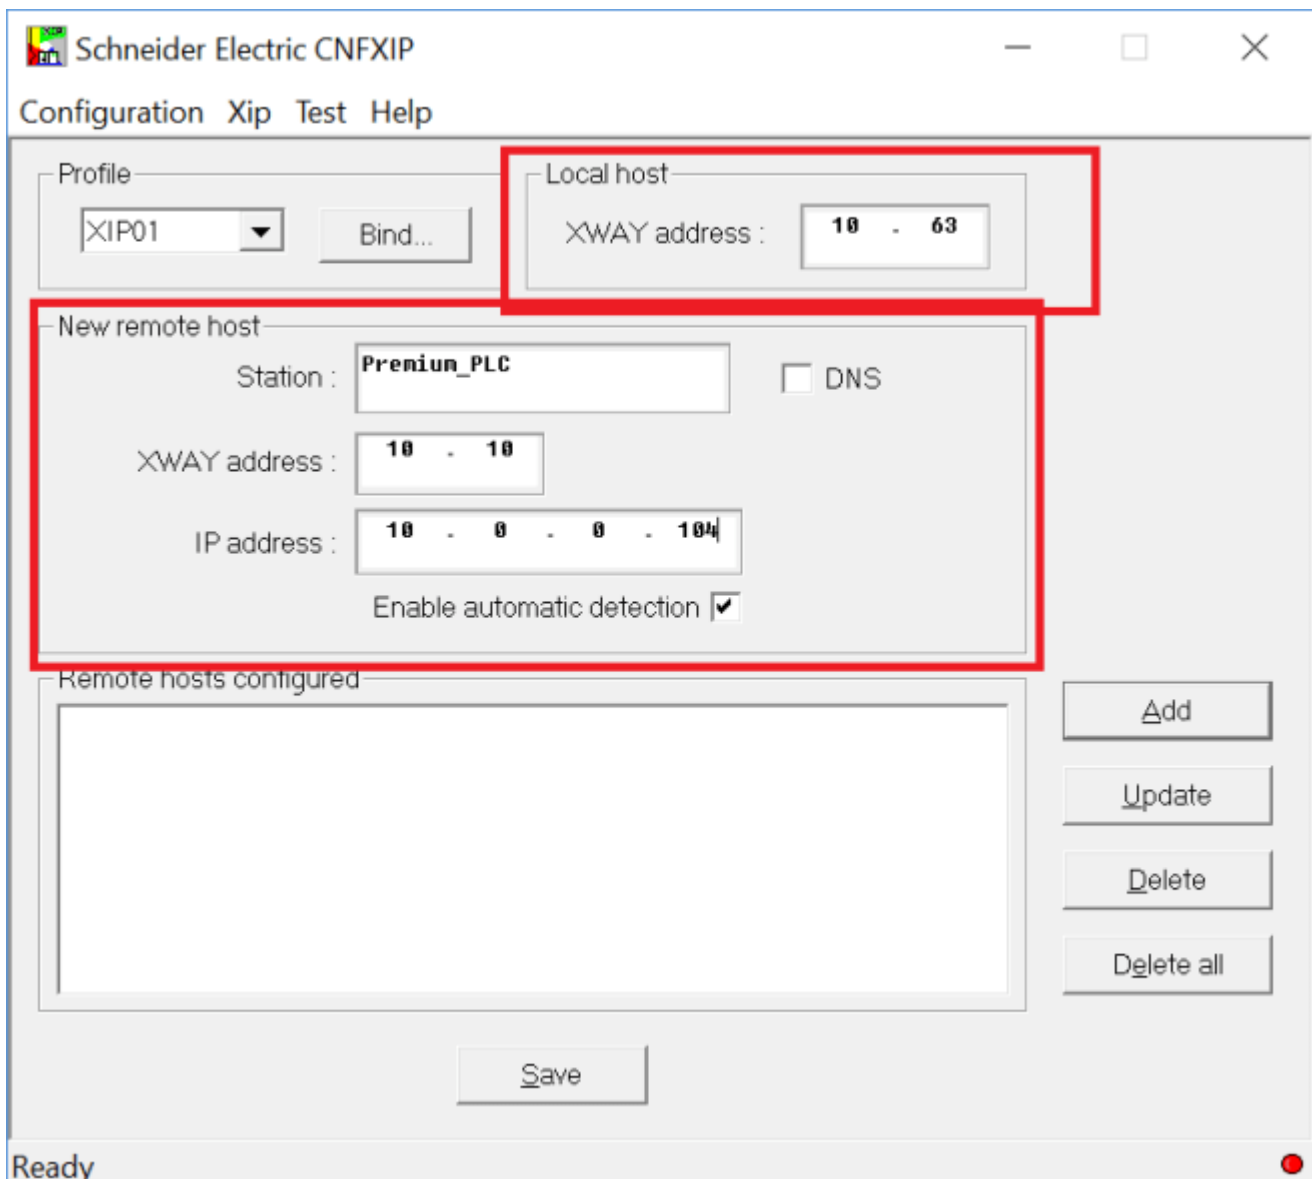 Schneider Electric CNFXIP
Configuration Xip Test Help
Profile
XIP01
Bind...
Local host
XWAY address : 10 . 63
New remote host
Station : Premium_PLC
DNS
XWAY address : 10 . 10
IP address : 10 . 0 . 0 . 104
Enable automatic detection
Remote hosts configured
Add
Update
Delete
Delete all
Save
Ready